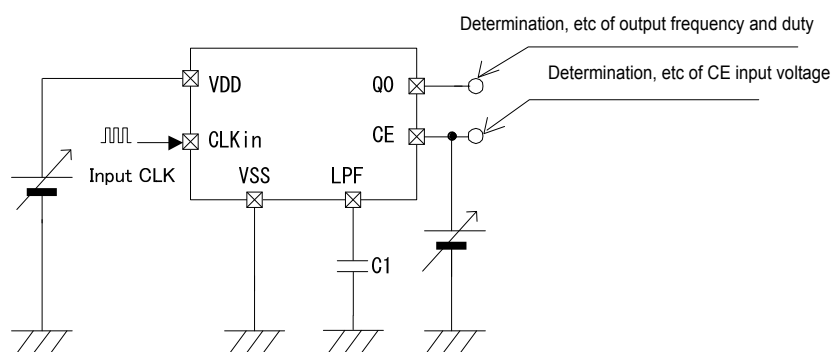 Determination, etc of output frequency and duty
Determination, etc of CE input voltage
VDD
Q0
CLKin
CE
Input CLK
VSS
LPF
C1